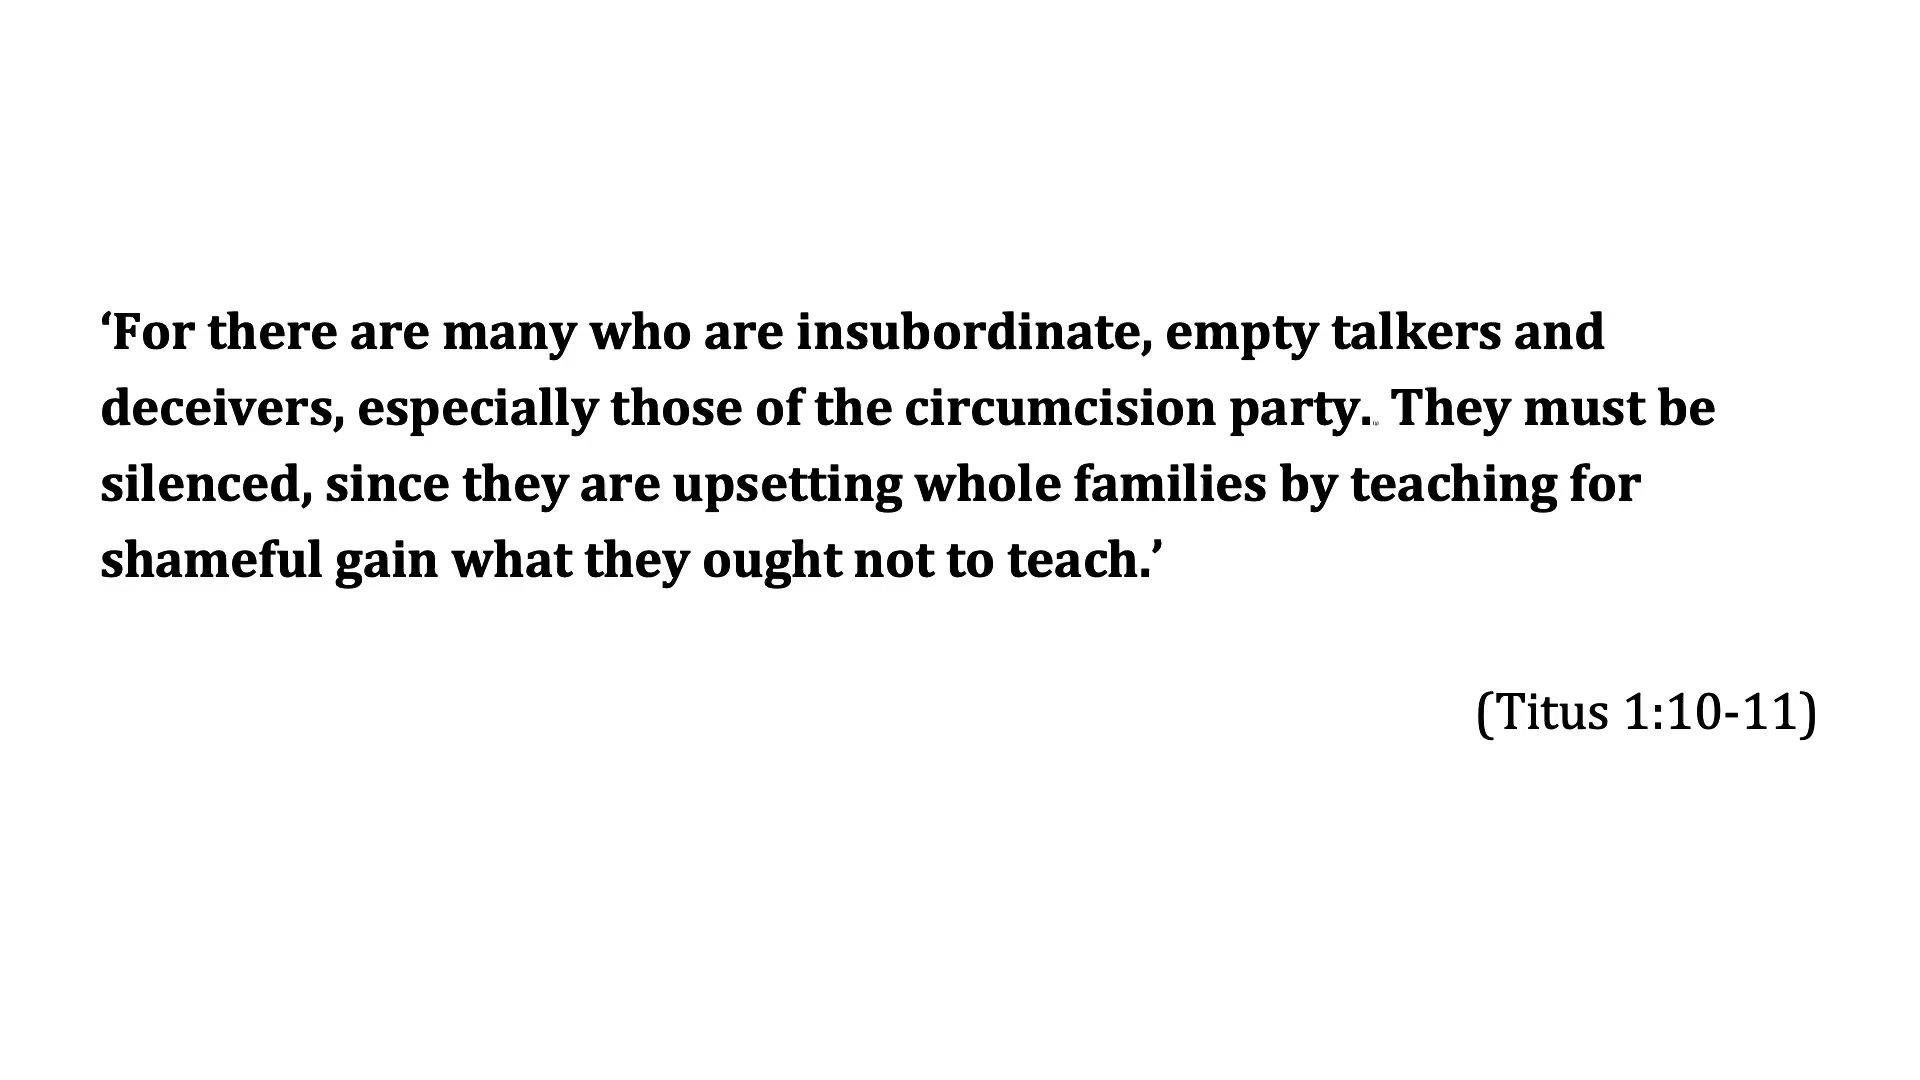 ‘For there are many who are insubordinate, empty talkers and
deceivers, especially those of the circumcision party. They must be
silenced, since they are upsetting whole families by teaching for
shameful gain what they ought not to teach.’
(Titus 1:10-11)